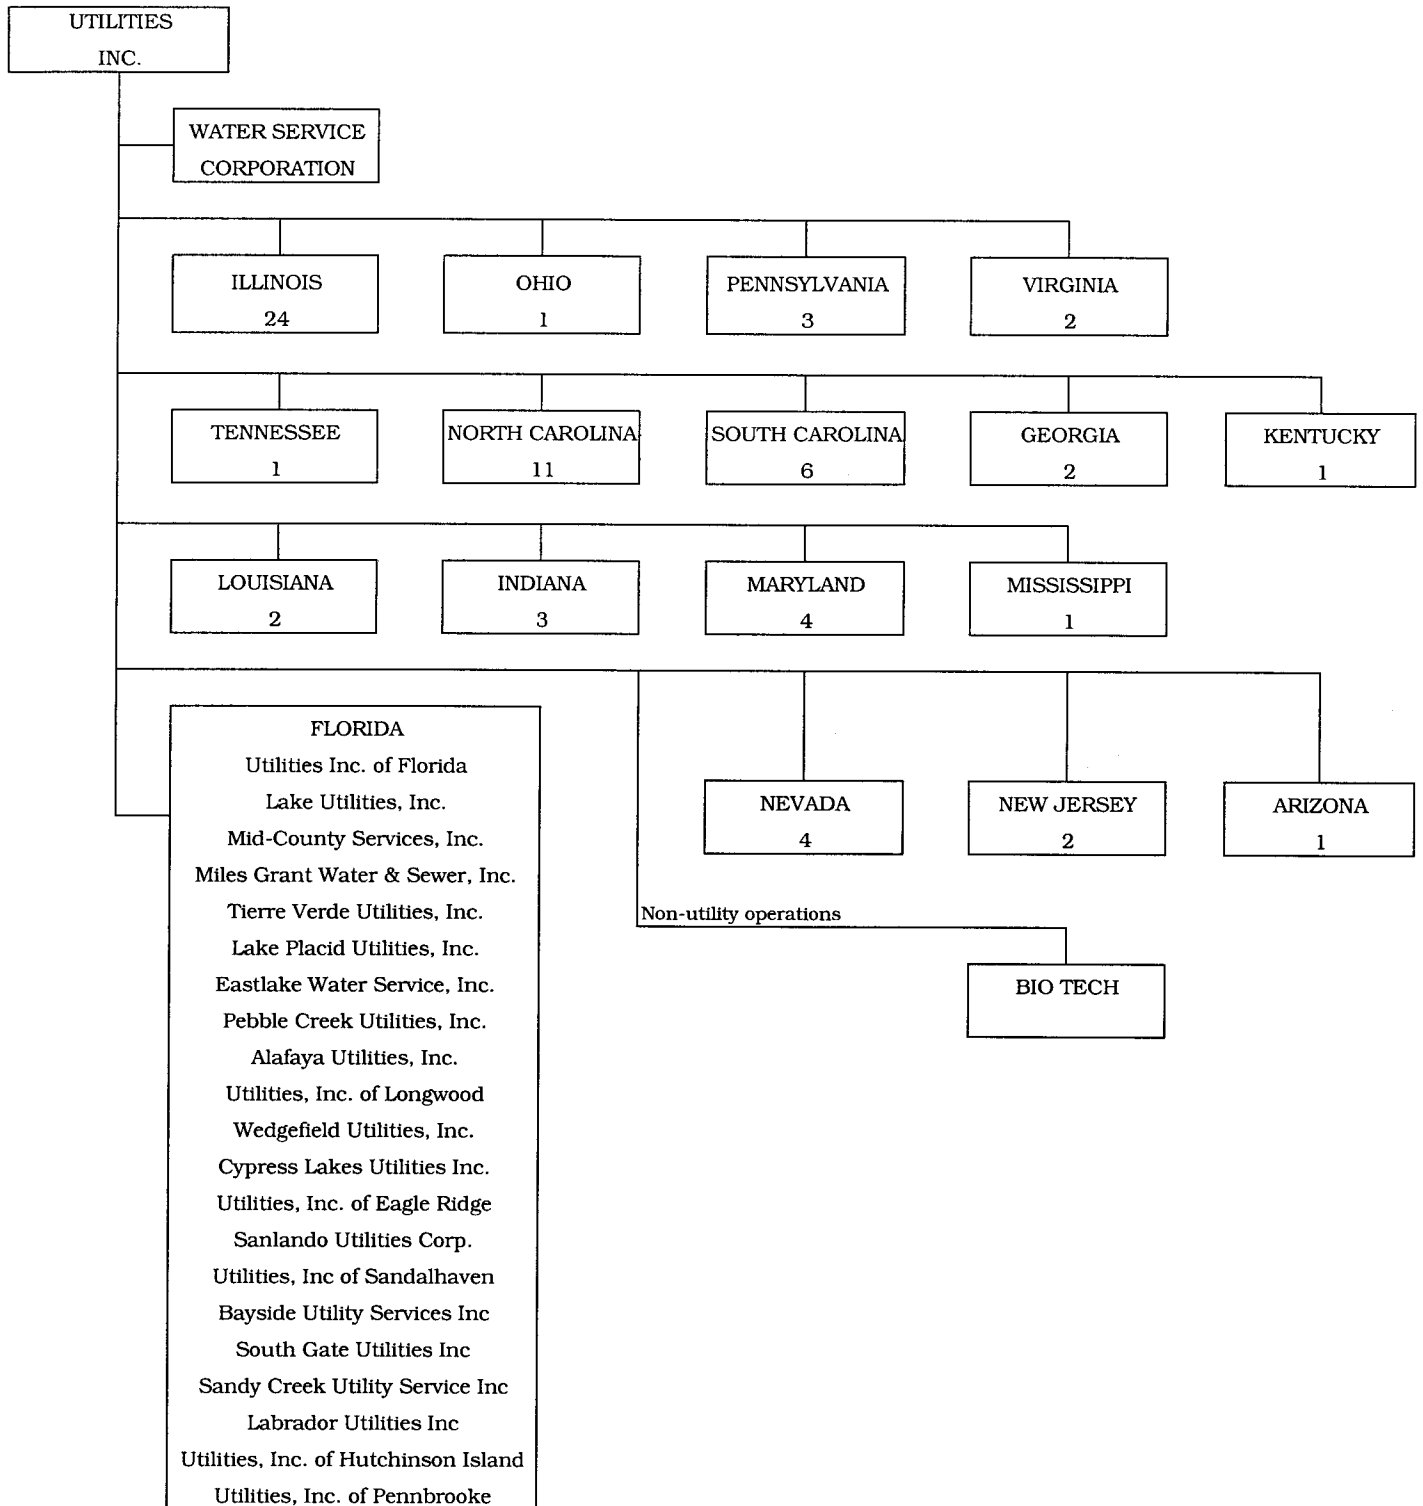 UTILITIES
INC.
WATER SERVICE
CORPORATION
ILLINOIS
24
OHIO
1
PENNSYLVANIA
3
VIRGINIA
2
TENNESSEE
1
NORTH CAROLINA
11
SOUTH CAROLINA
6
GEORGIA
2
KENTUCKY
1
LOUISIANA
2
INDIANA
3
MARYLAND
4
MISSISSIPPI
1
FLORIDA
Utilities Inc. of Florida
Lake Utilities, Inc.
Mid-County Services, Inc.
Miles Grant Water & Sewer, Inc.
Tierre Verde Utilities, Inc.
Lake Placid Utilities, Inc.
Eastlake Water Service, Inc.
Pebble Creek Utilities, Inc.
Alafaya Utilities, Inc.
Utilities, Inc. of Longwood
Wedgefield Utilities, Inc.
Cypress Lakes Utilities Inc.
Utilities, Inc. of Eagle Ridge
Sanlando Utilities Corp.
Utilities, Inc of Sandalhaven
Bayside Utility Services Inc
South Gate Utilities Inc
Sandy Creek Utility Service Inc
Labrador Utilities Inc
Utilities, Inc. of Hutchinson Island
Utilities, Inc. of Pennbrooke
NEVADA
4
NEW JERSEY
2
ARIZONA
1
Non-utility operations
BIO TECH